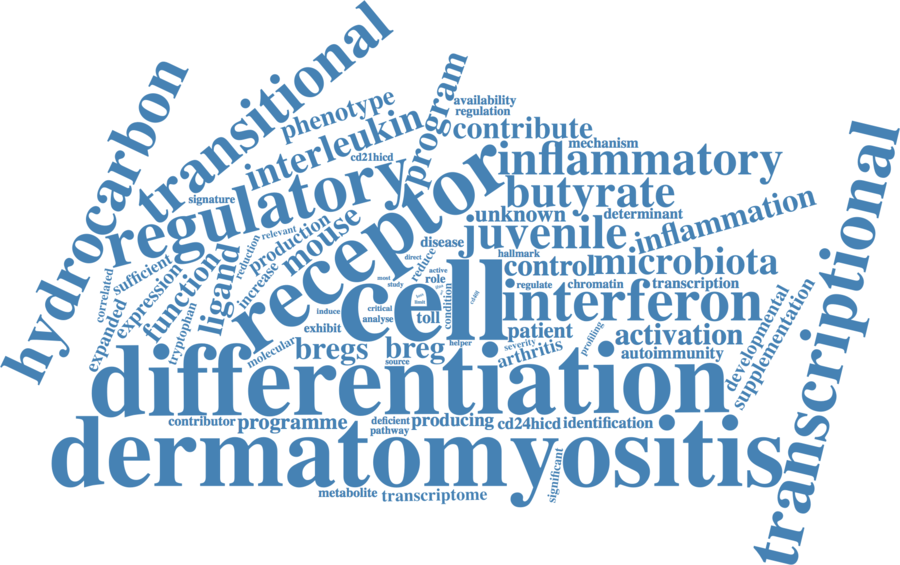 hydrocarbon
transitional
phenotype
interleukin
program
availability
regulation
contribute
mechanism
cd21hicd
signature
regulatory
receptor
inflammatory
butyrate
transcriptional
relevant
reduction
production
mouse
unknown
determinant
inflammation
juvenile
disease
hallmark
correlated
sufficient
expression
expanded
function
tryptophan
ligand
increase
direct
reduce
most
study
active
role
control
microbiota
regulate
chromatin
transcription
cell
condition
interferon
induce
critical
analyse
toll
exhibit
helper
patient
activation
developmental
supplementation
molecular
bregs
breg
source
severity
arthritis
profiling
autoimmunity
differentiation
contributor
programme
deficient
pathway
producing
cd24hicd
identification
dermatomyositis
significant
metabolite
transcriptome